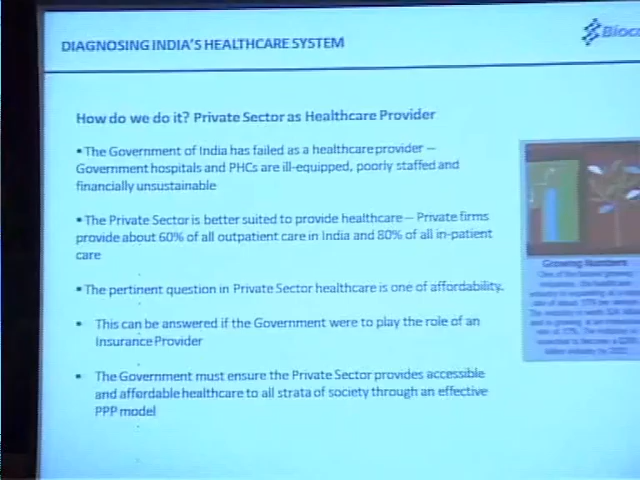 DIAGNOSING INDIA'S HEALTHCARE SYSTEM
Bioco
How do we do it? Private Sector as Healthcare Provider
• The Government of India has failed as a healthcare provider –
Government hospitals and PHCs are ill-equipped, poorly staffed and
financially unsustainable
• The Private Sector is better suited to provide healthcare – Private firms
provide about 60% of all outpatient care in India and 80% of all in-patient
care
• The pertinent question in Private Sector healthcare is one of affordability.
• This can be answered if the Government were to play the role of an
Insurance Provider
• The Government must ensure the Private Sector provides accessible
and affordable healthcare to all strata of society through an effective
PPP model
Growing Numbers